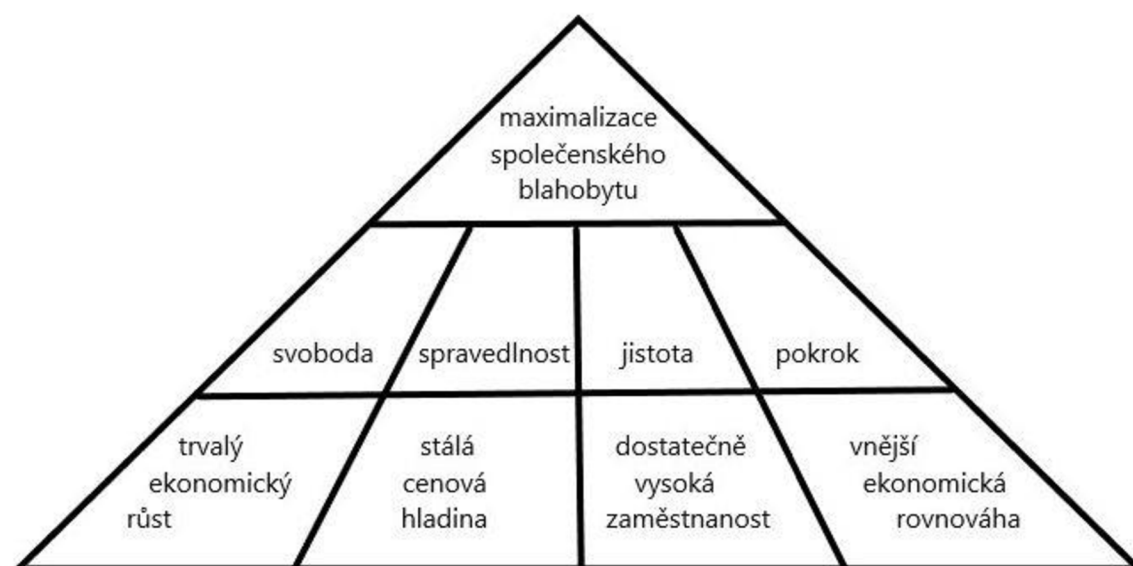 maximalizace
společenského
blahobytu
svoboda
spravedlnost
jistota
pokrok
trvalý
ekonomický
růst
stálá
cenová
hladina
dostatečně
vysoká
zaměstnanost
vnější
ekonomická
rovnováha